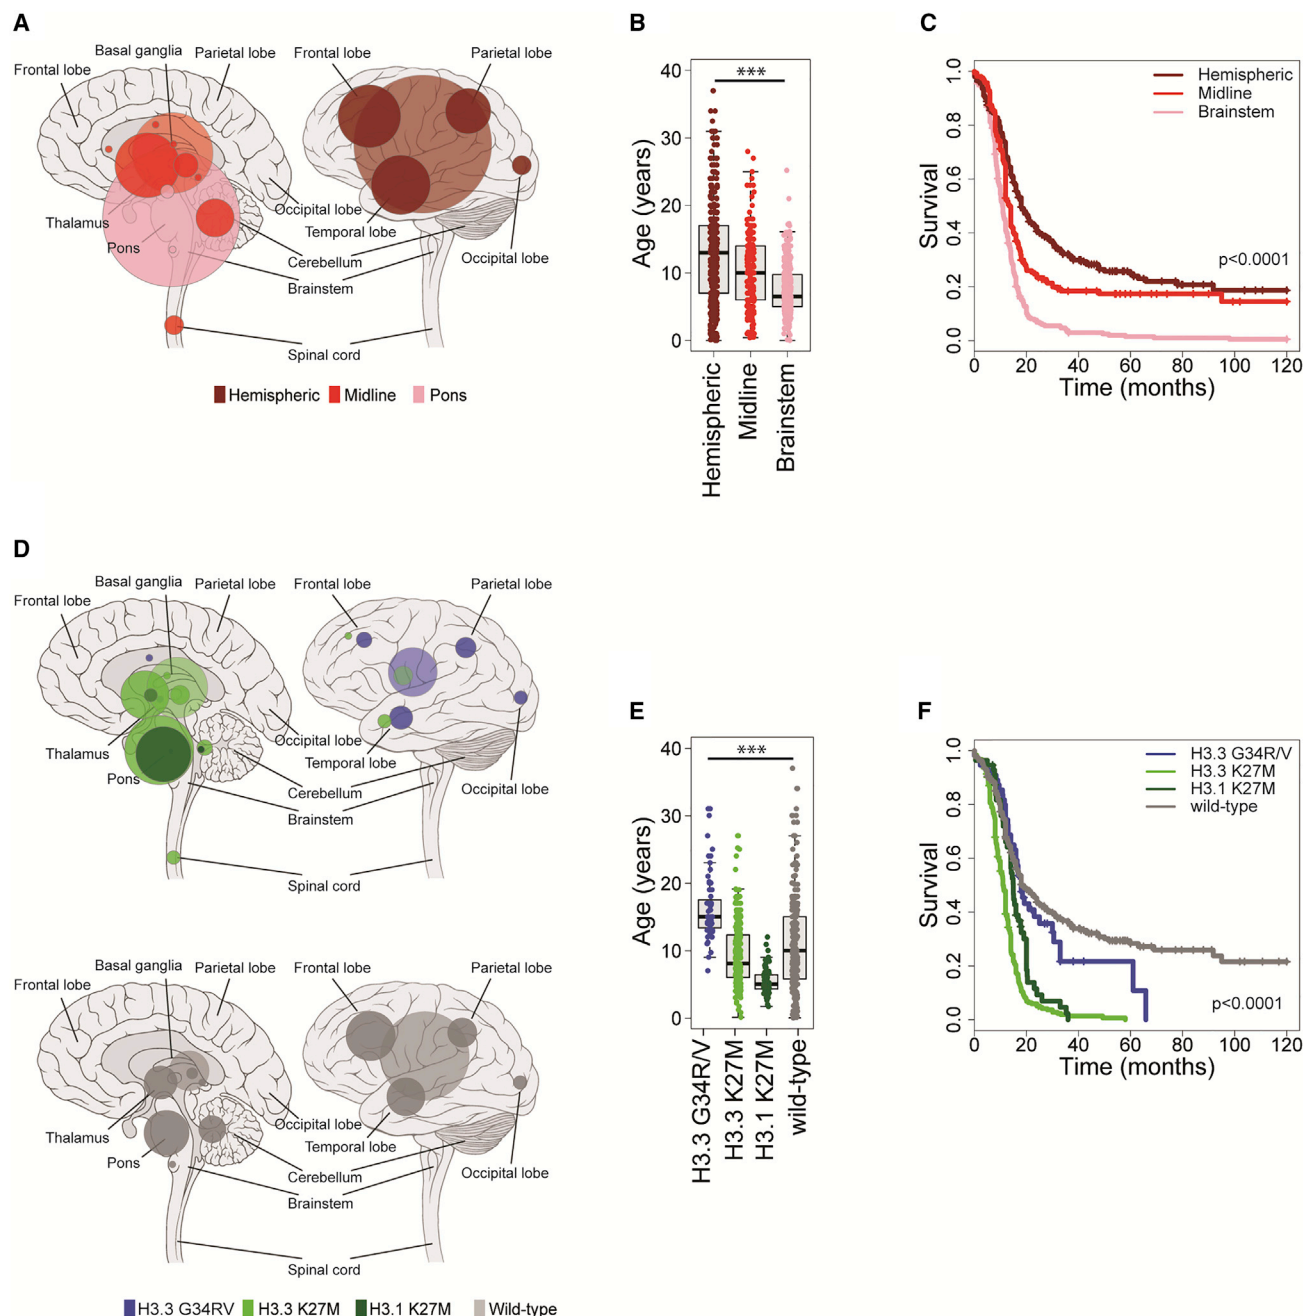 A
B
C
Basal ganglia
Parietal lobe
Frontal lobe
Parietal lobe
Frontal lobe
Thalamus
Pons
Occipital lobe
Temporal lobe
Cerebellum
Brainstem
Occipital lobe
Spinal cord
Hemispheric Midline Pons
***
40
30
20
10
0
Age (years)
Hemispheric
Midline
Brainstem
Hemispheric
Midline
Brainstem
p<0.0001
Survival
1.0
0.8
0.6
0.4
0.2
0.0
0 20 40 60 80 100 120
Time (months)
D
Basal ganglia
Parietal lobe
Frontal lobe
Parietal lobe
Frontal lobe
Thalamus
Pons
Occipital lobe
Temporal lobe
Cerebellum
Brainstem
Occipital lobe
Spinal cord
Basal ganglia
Parietal lobe
Frontal lobe
Parietal lobe
Frontal lobe
Thalamus
Pons
Occipital lobe
Temporal lobe
Cerebellum
Brainstem
Occipital lobe
Spinal cord
H3.3 G34RV H3.3 K27M H3.1 K27M Wild-type
E
***
40
30
20
10
0
Age (years)
H3.3 G34R/V
H3.3 K27M
H3.1 K27M
wild-type
F
H3.3 G34R/V
H3.3 K27M
H3.1 K27M
wild-type
p<0.0001
Survival
1.0
0.8
0.6
0.4
0.2
0.0
0 20 40 60 80 100 120
Time (months)